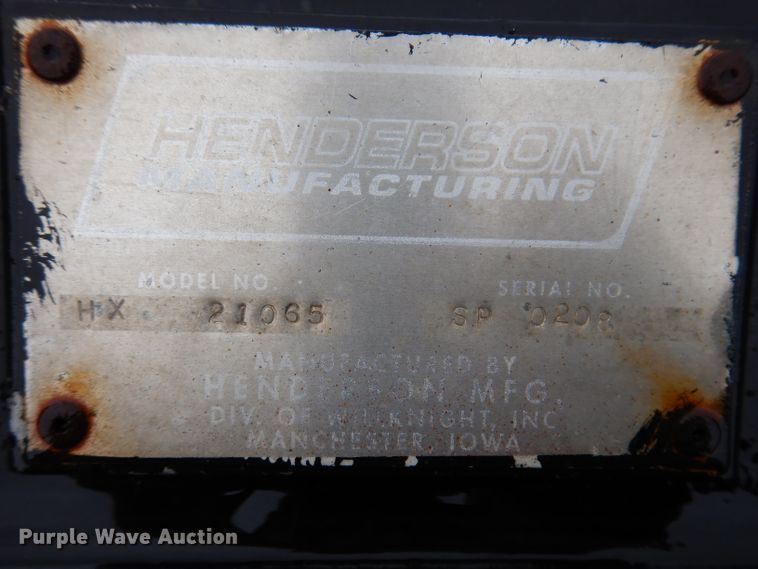 HENDERSON
MANUFACTURING
MODEL NO. SERIAL NO.
HX 21065 SP
MANUFACTURED BY
HENDERSON MFG.
DIV. OF WILLKNIGHT, INC
MANCHESTER, IOWA
Purple Wave Auction